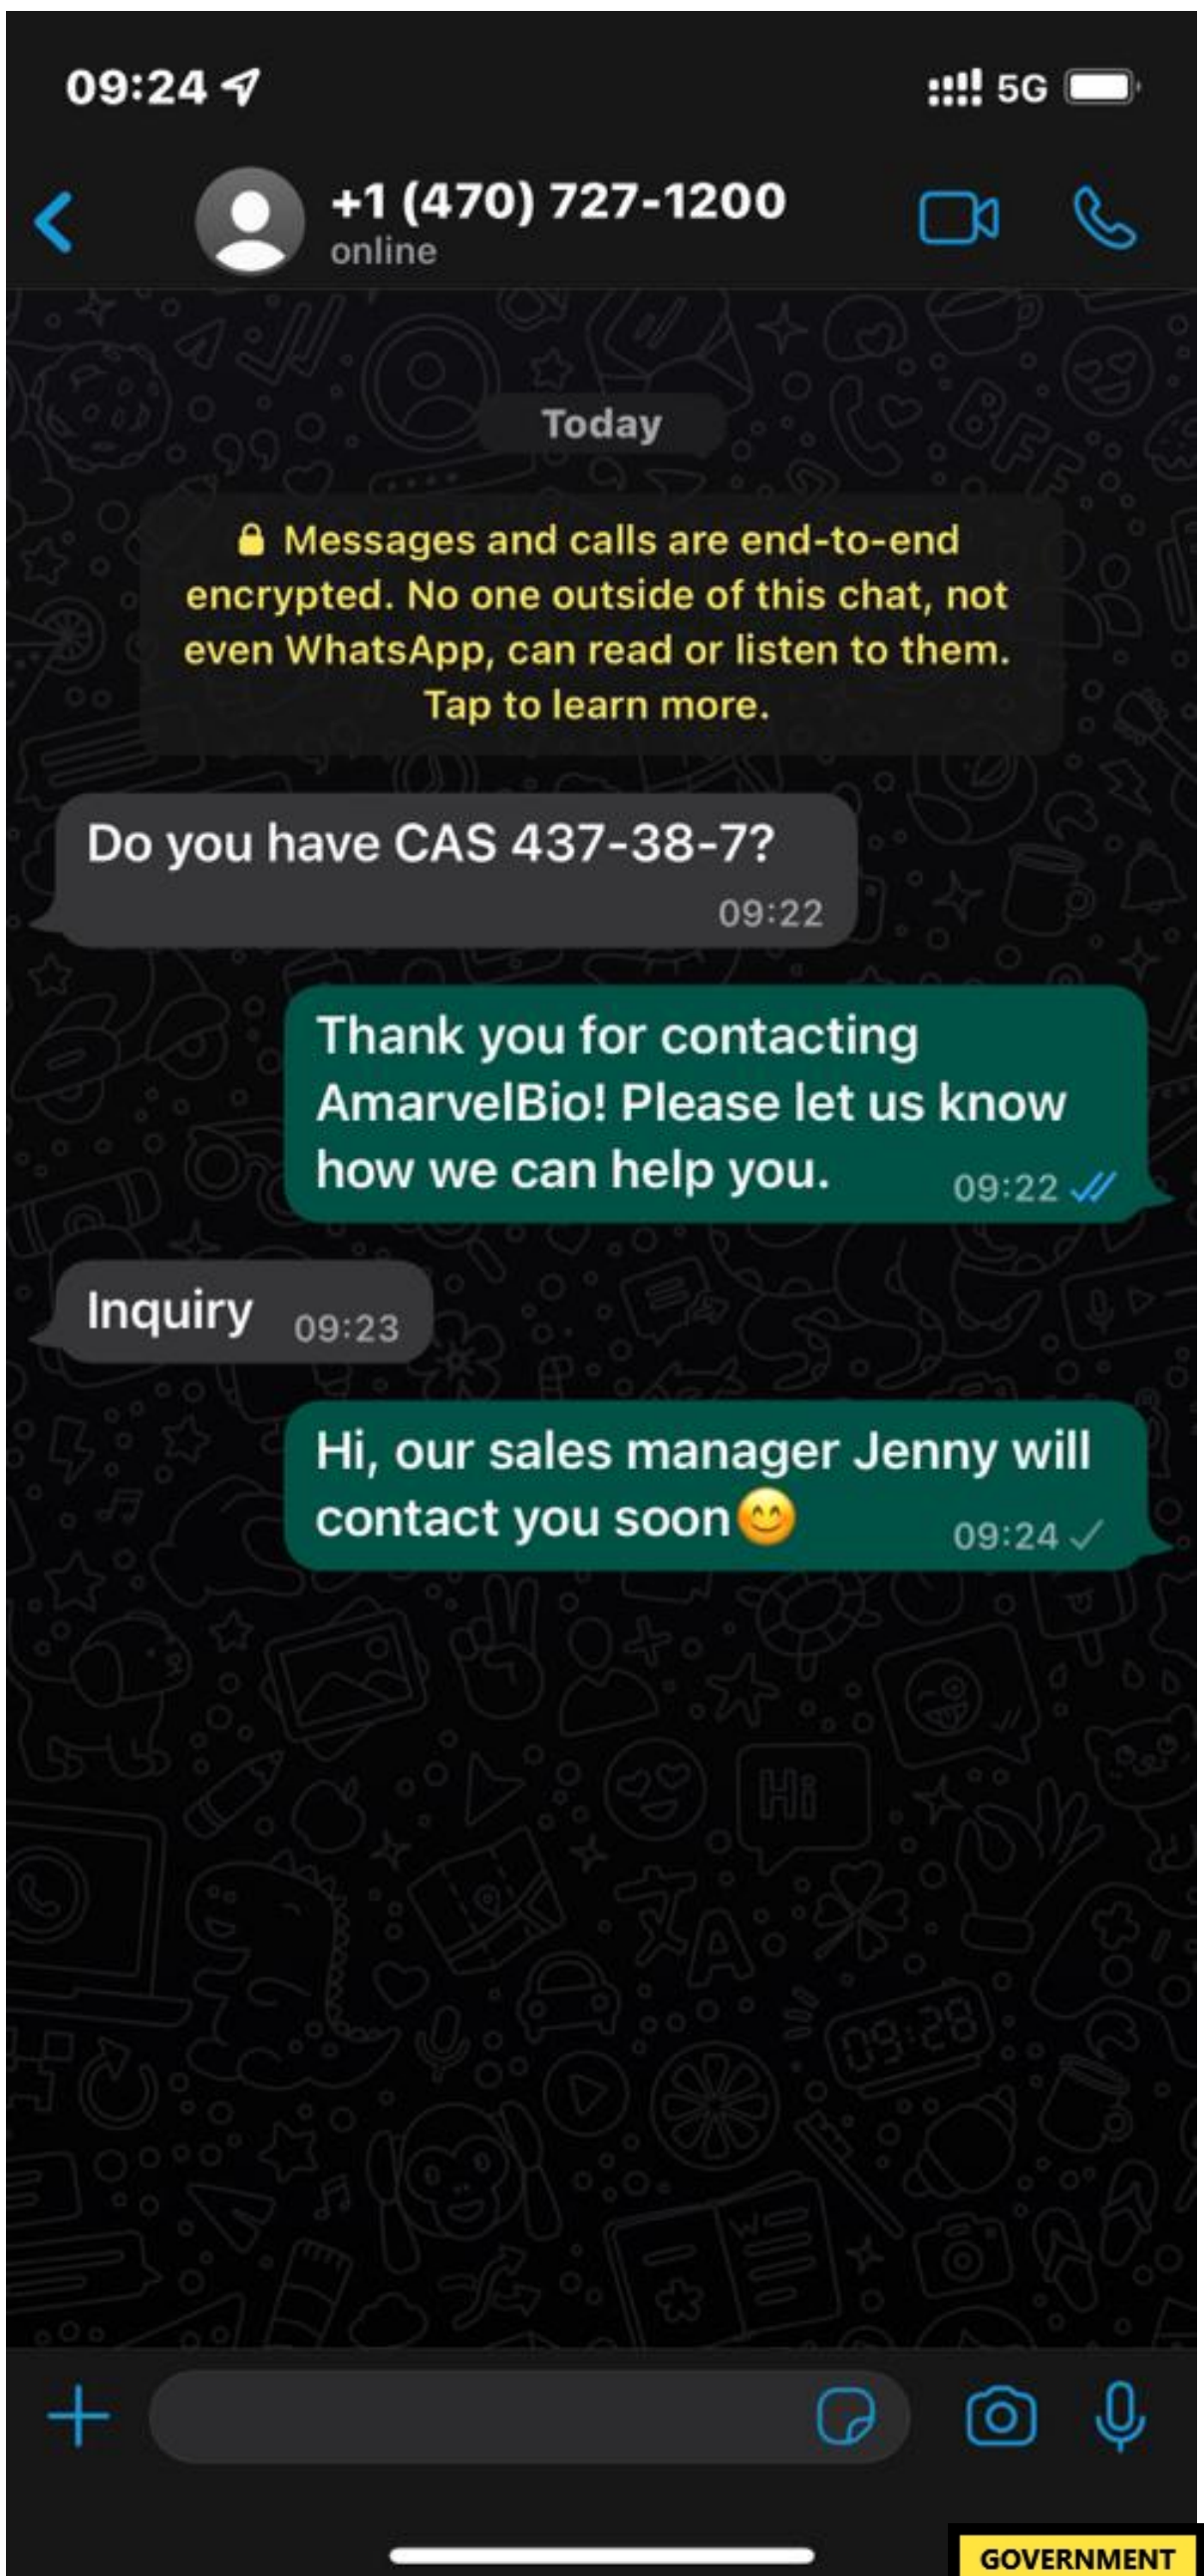 09:24
5G
+1 (470) 727-1200
online
Today
Messages and calls are end-to-end
encrypted. No one outside of this chat, not
even WhatsApp, can read or listen to them.
Tap to learn more.
Do you have CAS 437-38-7?
09:22
Thank you for contacting
AmarvelBio! Please let us know
how we can help you.
09:22
Inquiry
09:23
Hi, our sales manager Jenny will
contact you soon😊
09:24
GOVERNMENT